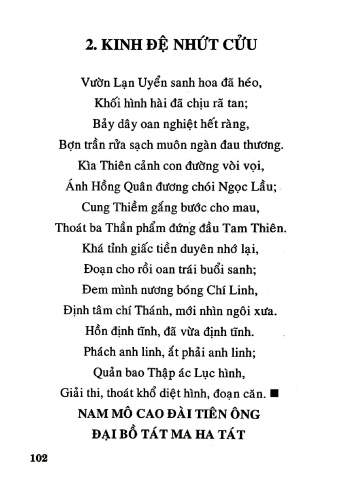 2. KINH ĐỆ NHỨT CỬU
Vườn Lạn Uyển sanh hoa đã héo,
Khối hình hài đã chịu rã tan;
Bảy dây oan nghiệt hết ràng,
Bợn trần rửa sạch muôn ngàn đau thương.
Kìa Thiên cảnh con đường vòi vọi,
Ánh Hồng Quân đương chói Ngọc Lầu;
Cung Thiềm gắng bước cho mau,
Thoát ba Thần phẩm đứng đầu Tam Thiên.
Khá tỉnh giấc tiền duyên nhớ lại,
Đoạn cho rồi oan trái buổi sanh;
Đem mình nương bóng Chí Linh,
Định tâm chí Thánh, mới nhìn ngôi xưa.
Hồn định tĩnh, đã vừa định tĩnh.
Phách anh linh, ắt phải anh linh;
Quản bao Thập ác Lục hình,
Giải thi, thoát khổ diệt hình, đoạn căn. ■
NAM MÔ CAO ĐÀI TIÊN ÔNG
ĐẠI BỒ TÁT MA HA TÁT
102